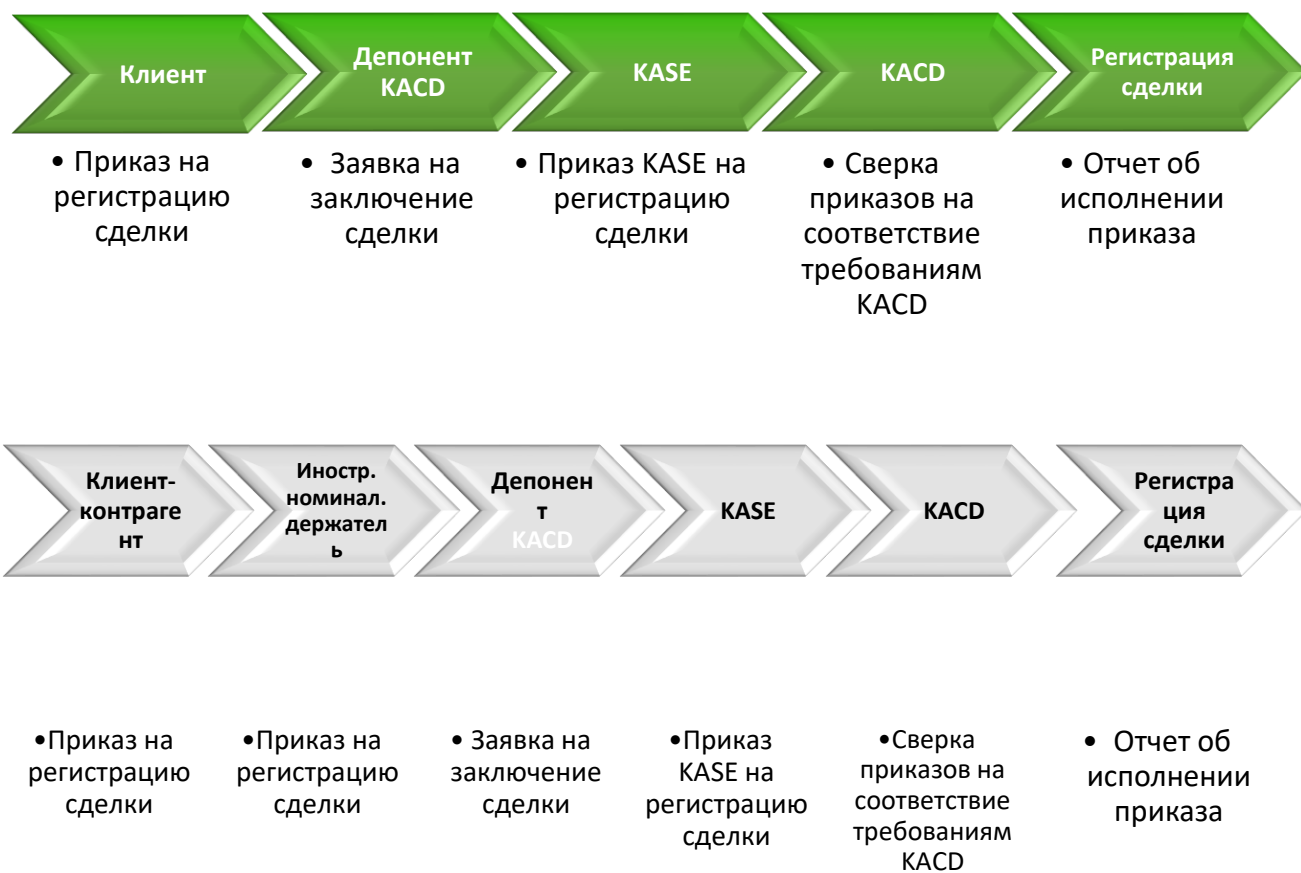 Клиент
Депонент
KACD
KASE
KACD
Регистрация
сделки
• Приказ на
регистрацию
сделки
• Заявка на
заключение
сделки
• Приказ KASE на
регистрацию
сделки
• Сверка
приказов на
соответствие
требованиям
KACD
• Отчет об
исполнении
приказа
Клиент-
контраге
нт
Иностр.
номинал.
держател
ь
Депонен
т
KACD
KASE
KACD
Регистра
ция
сделки
•Приказ на
регистрацию
сделки
•Приказ на
регистрацию
сделки
• Заявка на
заключение
сделки
•Приказ
KASE на
регистрацию
сделки
•Сверка
приказов на
соответствие
требованиям
KACD
• Отчет об
исполнении
приказа